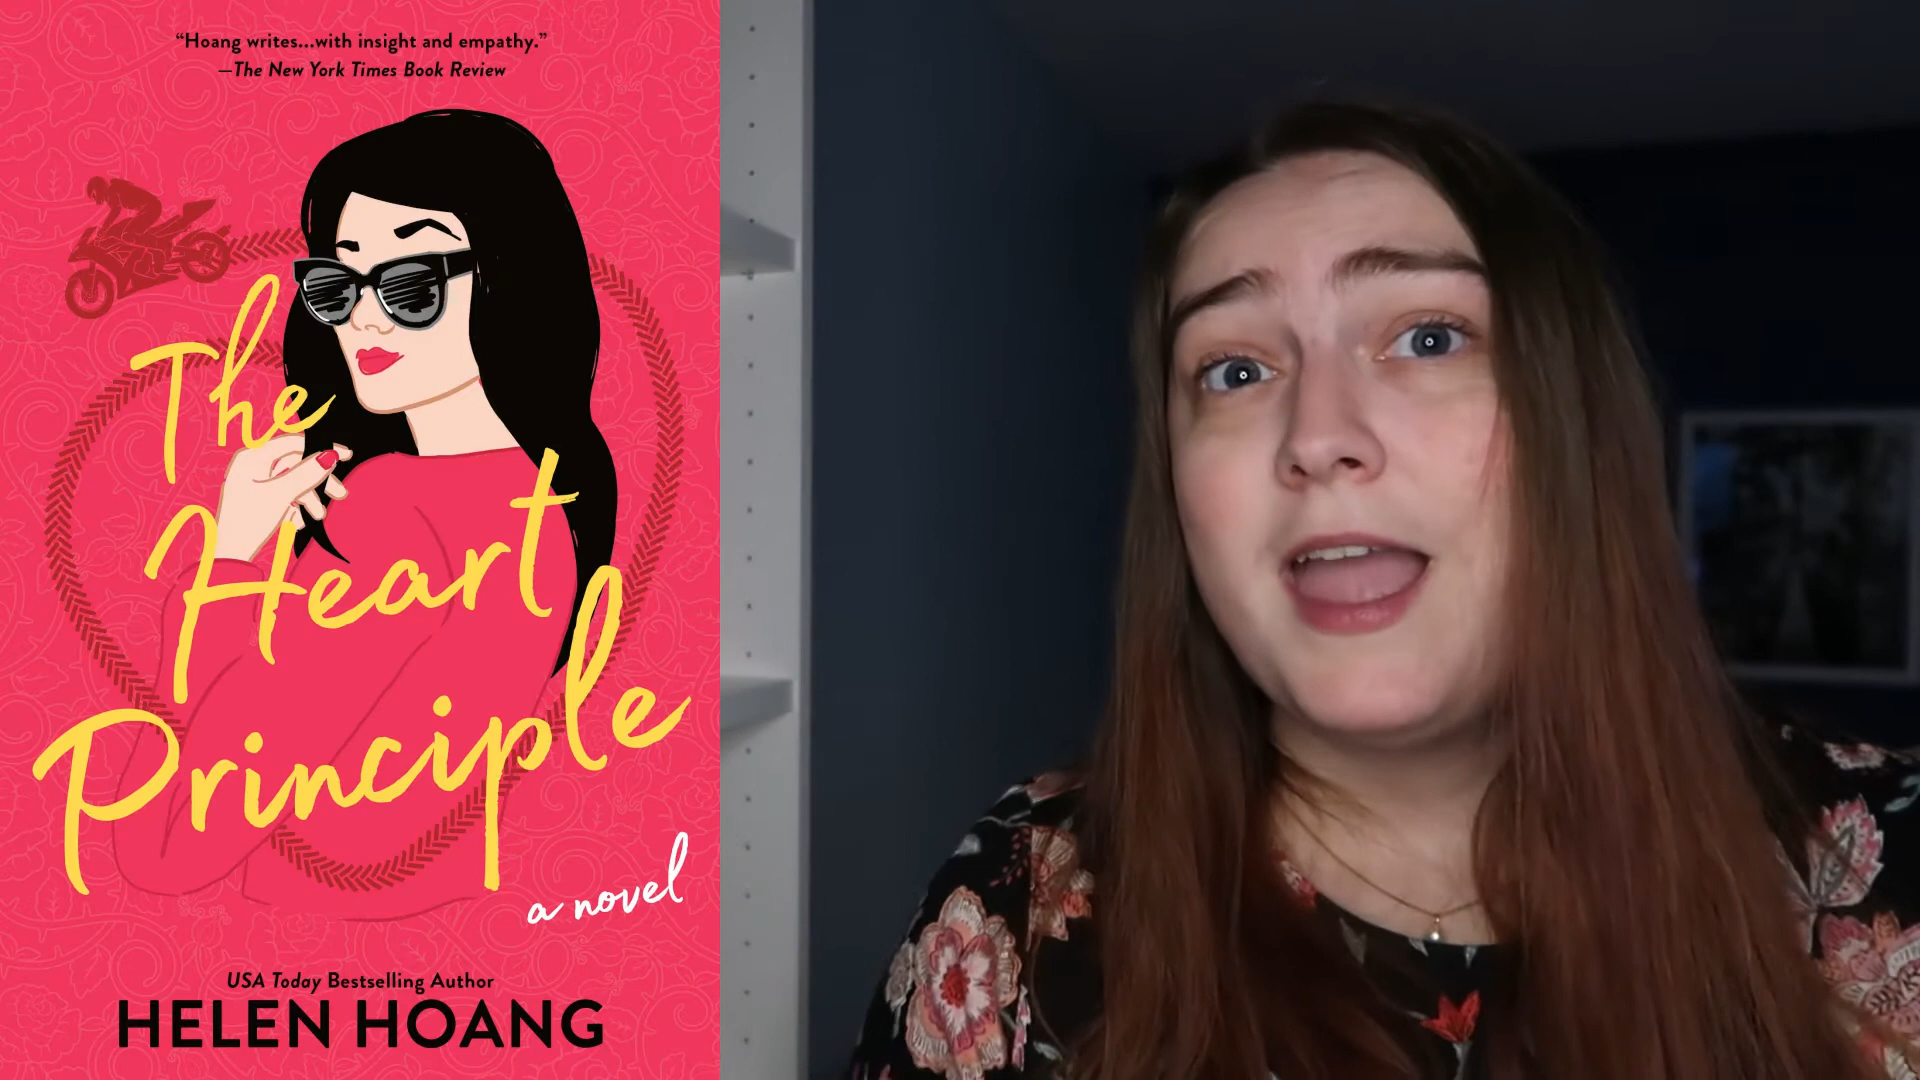 “Hoang writes...with insight and empathy.”
—The New York Times Book Review
The
Heart
Principle
a novel
USA Today Bestselling Author
HELEN HOANG